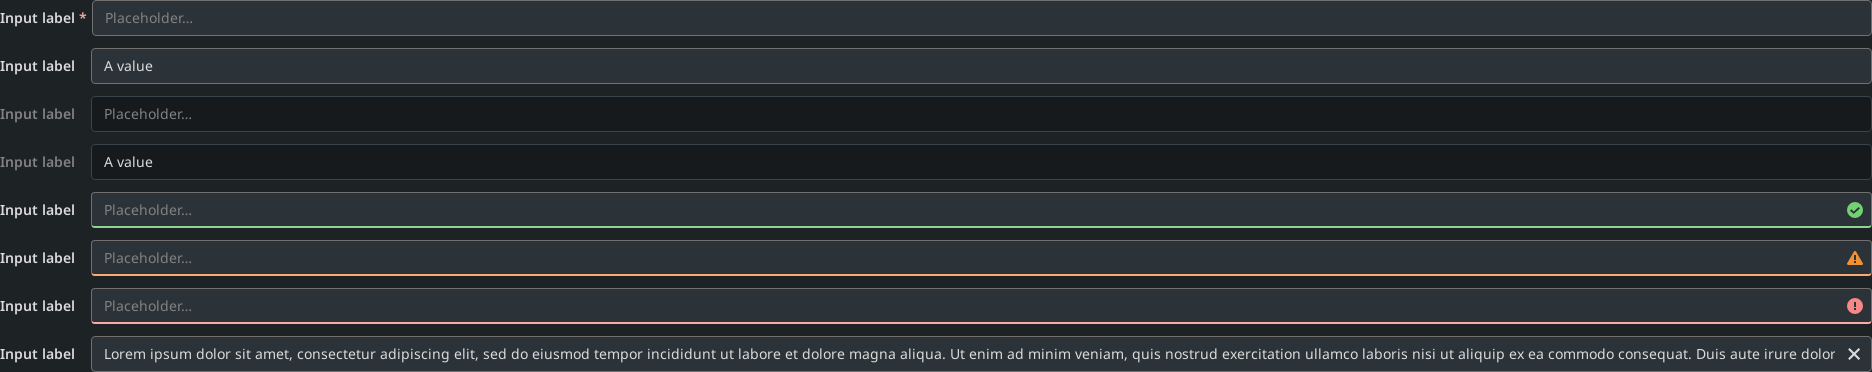 Input label * Placeholder...
Input label A value
Input label Placeholder...
Input label A value
Input label Placeholder...
Input label Placeholder...
Input label Placeholder...
Input label Lorem ipsum dolor sit amet, consectetur adipiscing elit, sed do eiusmod tempor incididunt ut labore et dolore magna aliqua. Ut enim ad minim veniam, quis nostrud exercitation ullamco laboris nisi ut aliquip ex ea commodo consequat. Duis aute irure dolor